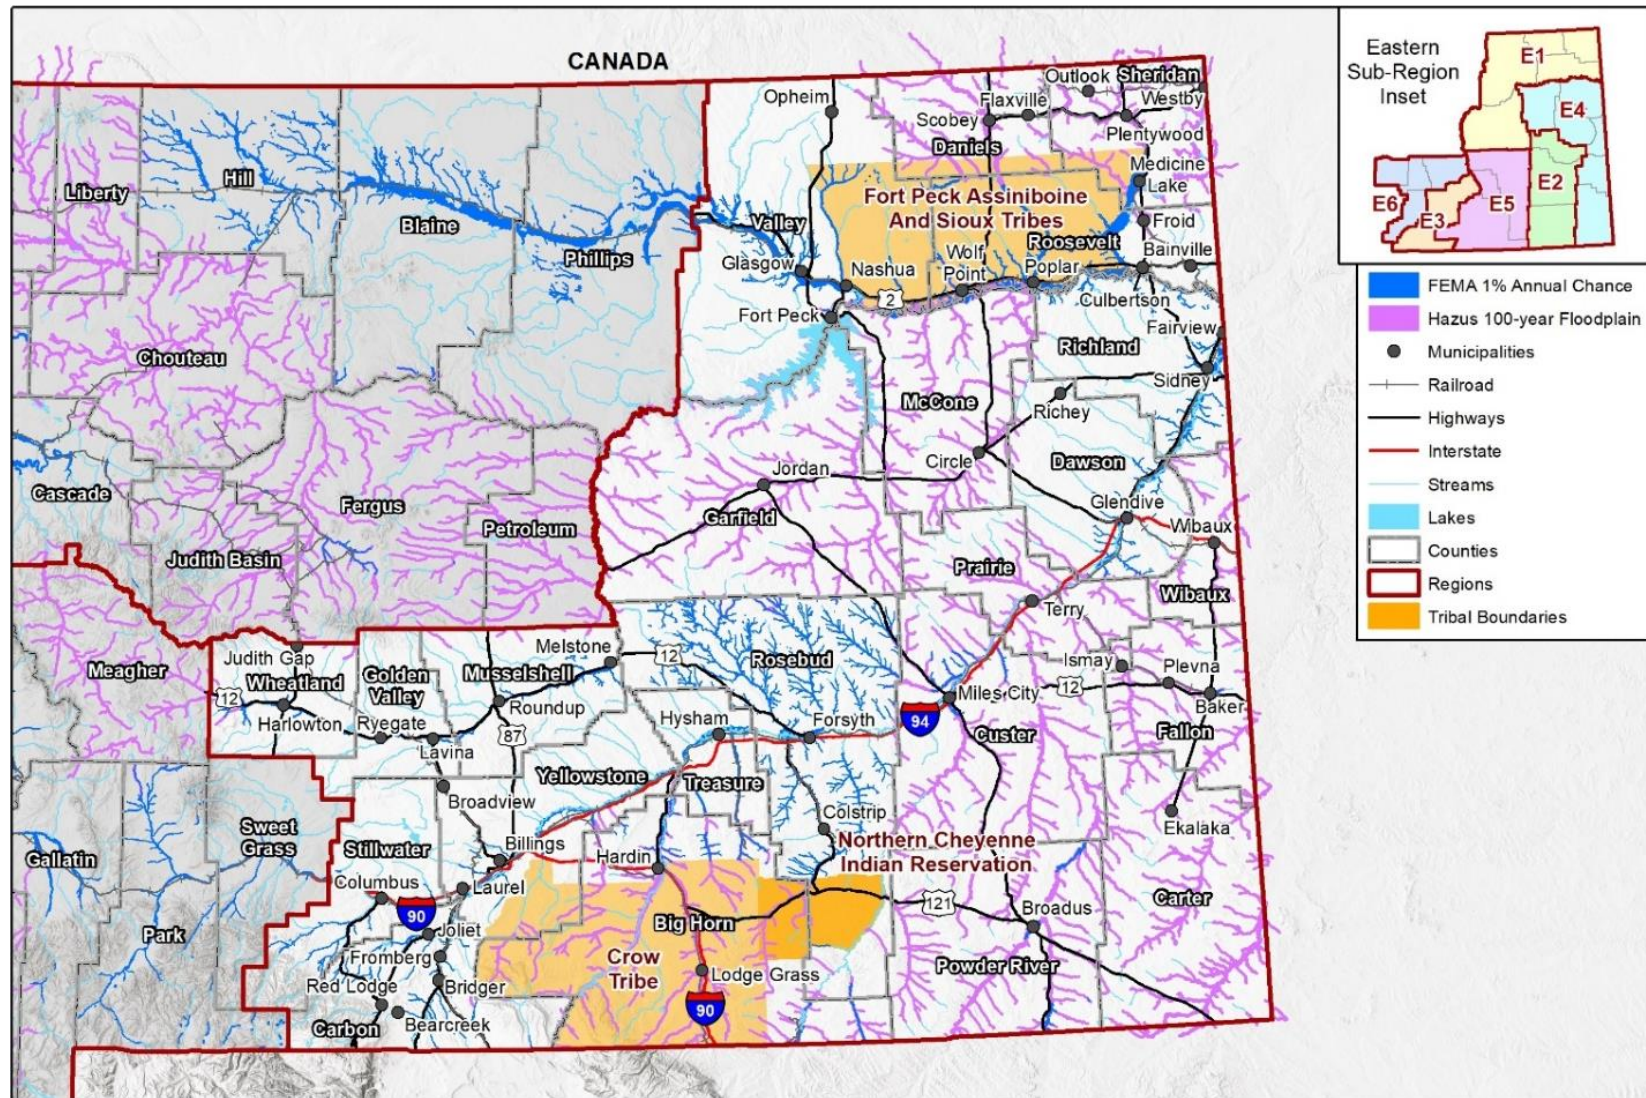 CANADA
Eastern
Sub-Region
Inset
E1
E4
E2
E6
E3
E5
FEMA 1% Annual Chance
Hazus 100-year Floodplain
Municipalities
Railroad
Highways
Interstate
Streams
Lakes
Counties
Regions
Tribal Boundaries
Outlook
Sheridan
Opheim
Flaxville
Westby
Scobey
Plentywood
Daniels
Medicine
Lake
Liberty
Hill
Blaine
Phillips
Valley
Fort Peck Assiniboine
And Sioux Tribes
Froid
Roosevelt
Bainville
Glasgow
Nashua
Wolf
Point
Poplar
2
Culbertson
Fort Peck
Fairview
Richland
Chouteau
Sidney
McCone
Richey
Circle
Dawson
Jordan
Cascade
Fergus
Garfield
Glendive
Petroleum
Wibaux
Judith Basin
Prairie
Wibaux
Terry
Melstone
Judith Gap
Meagher
Wheatland
Golden
Valley
Musselshell
12
Rosebud
Ismay
Plevna
12
12
Miles City
Baker
Harlowton
Ryegate
Roundup
Hysham
Forsyth
94
Lavina
87
Custer
Fallon
Yellowstone
Treasure
Broadview
Colstrip
Ekalaka
Sweet
Grass
Gallatin
Stillwater
Billings
Hardin
Northern Cheyenne
Indian Reservation
Columbus
Laurel
90
121
Broadus
Carter
Park
Joliet
Big Horn
Fromberg
Crow
Tribe
Powder River
Lodge Grass
Red Lodge
Bridger
90
Carbon
Bearcreek